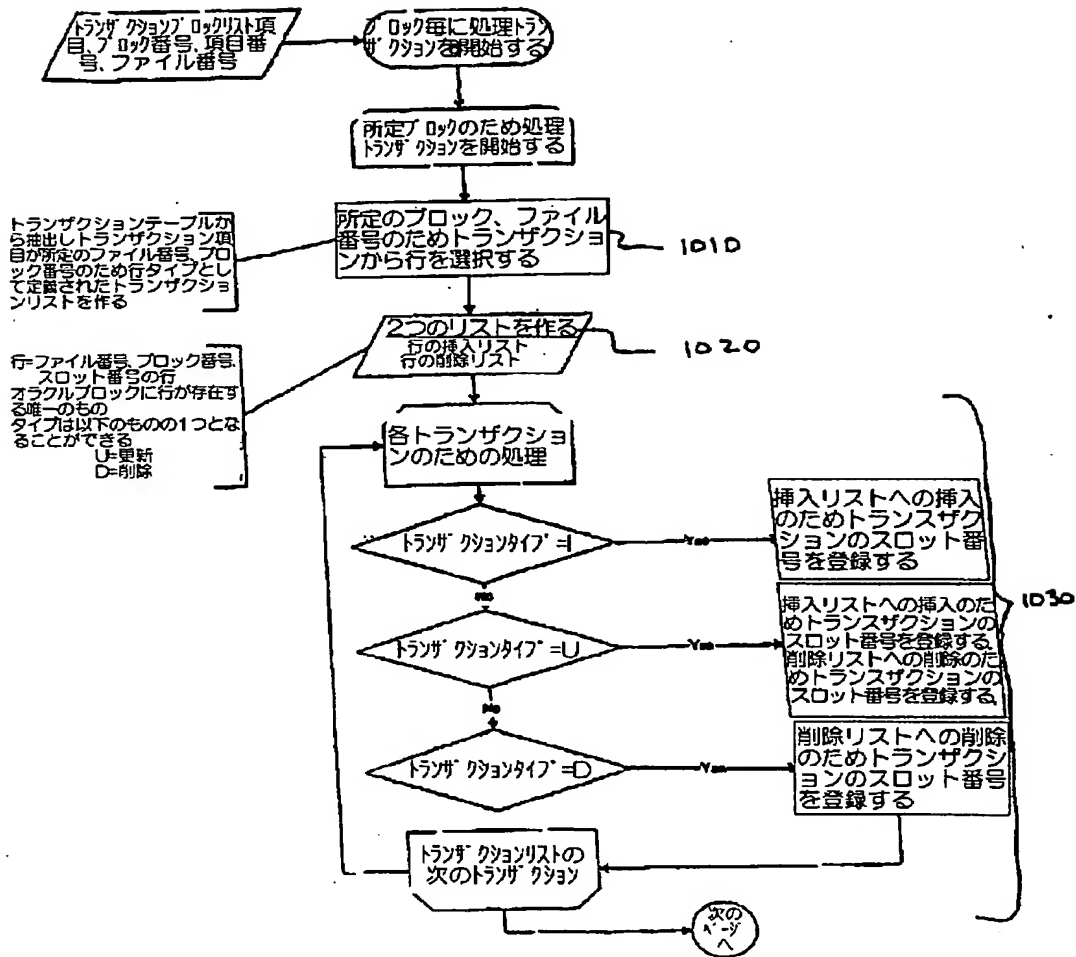 トランザクションブロックリスト項
目、ブロック番号、項目番
号、ファイル番号
ブロック毎に処理トラン
ザクションを開始する
所定ブロックのため処理
トランザクションを開始する
トランザクションテーブルか
ら抽出しトランザクション項
目が所定のファイル番号、ブロ
ック番号のため行タイプとし
て定義されたトランザクショ
ンリストを作る
所定のブロック、ファイル
番号のためトランザクショ
ンから行を選択する
1010
2つのリストを作る
行の挿入リスト
行の削除リスト
1020
行=ファイル番号、ブロック番号、
スロット番号の行
オラクルブロックに行が存在す
る唯一のもの
タイプは以下のものの1つとな
ることができる
U=更新
D=削除
各トランザクショ
ンのための処理
トランザクションタイプ=I
Yes
挿入リストへの挿入
のためトランスザク
ションのスロット番
号を登録する
No
トランザクションタイプ=U
Yes
挿入リストへの挿入のた
めトランスザクションの
スロット番号を登録する、
削除リストへの削除のた
めトランスザクションの
スロット番号を登録する、
1030
No
トランザクションタイプ=D
Yes
削除リストへの削除
のためトランザクシ
ョンのスロット番号
を登録する
トランザクションリストの
次のトランザクション
次の
ページ
へ